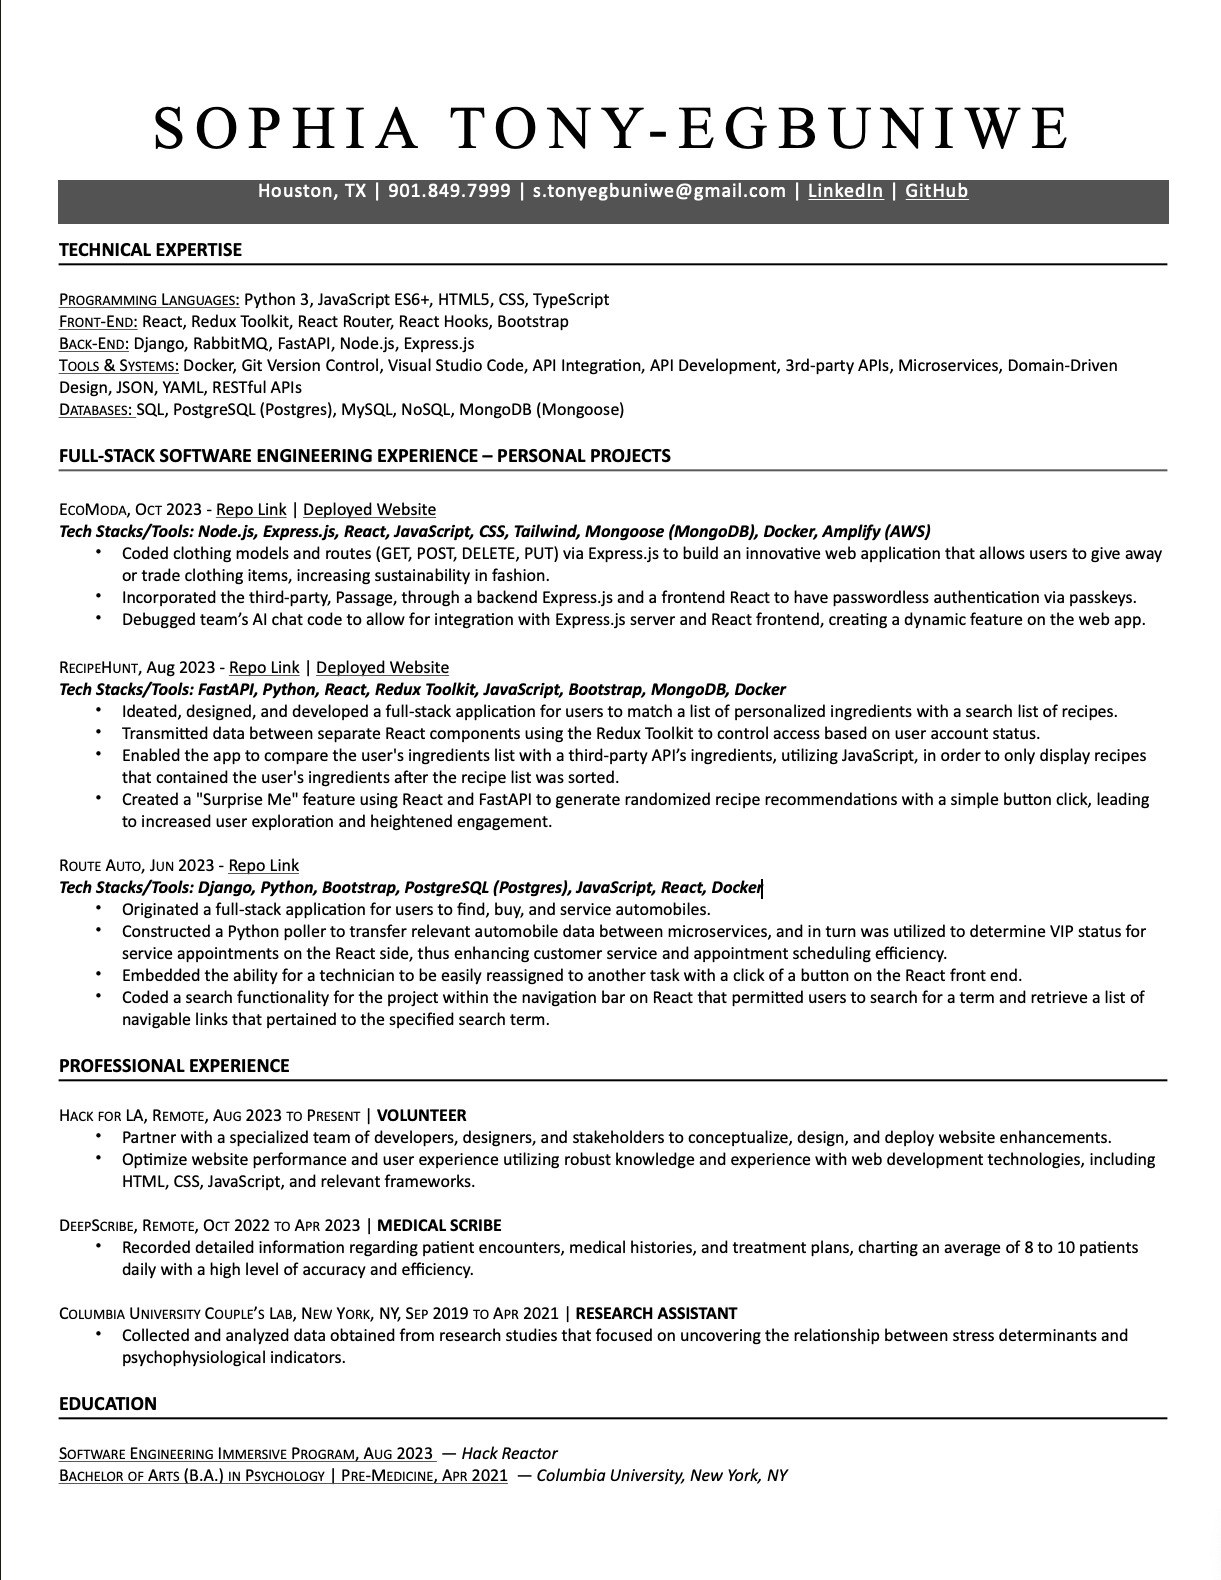 SOPHIA TONY-EGBUNIWE
Houston, TX | 901.849.7999 | s.tonyegbuniwe@gmail.com | LinkedIn | GitHub
TECHNICAL EXPERTISE
Programming Languages: Python 3, JavaScript ES6+, HTML5, CSS, TypeScript
Front-End: React, Redux Toolkit, React Router, React Hooks, Bootstrap
Back-End: Django, RabbitMQ, FastAPI, Node.js, Express.js
Tools & Systems: Docker, Git Version Control, Visual Studio Code, API Integration, API Development, 3rd-party APIs, Microservices, Domain-Driven
Design, JSON, YAML, RESTful APIs
Databases: SQL, PostgreSQL (Postgres), MySQL, NoSQL, MongoDB (Mongoose)
FULL-STACK SOFTWARE ENGINEERING EXPERIENCE – PERSONAL PROJECTS
EcoModa, Oct 2023 - Repo Link | Deployed Website
Tech Stacks/Tools: Node.js, Express.js, React, JavaScript, CSS, Tailwind, Mongoose (MongoDB), Docker, Amplify (AWS)
• Coded clothing models and routes (GET, POST, DELETE, PUT) via Express.js to build an innovative web application that allows users to give away
or trade clothing items, increasing sustainability in fashion.
• Incorporated the third-party, Passage, through a backend Express.js and a frontend React to have passwordless authentication via passkeys.
• Debugged team’s AI chat code to allow for integration with Express.js server and React frontend, creating a dynamic feature on the web app.
RecipeHunt, Aug 2023 - Repo Link | Deployed Website
Tech Stacks/Tools: FastAPI, Python, React, Redux Toolkit, JavaScript, Bootstrap, MongoDB, Docker
• Ideated, designed, and developed a full-stack application for users to match a list of personalized ingredients with a search list of recipes.
• Transmitted data between separate React components using the Redux Toolkit to control access based on user account status.
• Enabled the app to compare the user's ingredients list with a third-party API’s ingredients, utilizing JavaScript, in order to only display recipes
that contained the user's ingredients after the recipe list was sorted.
• Created a "Surprise Me" feature using React and FastAPI to generate randomized recipe recommendations with a simple button click, leading
to increased user exploration and heightened engagement.
Route Auto, Jun 2023 - Repo Link
Tech Stacks/Tools: Django, Python, Bootstrap, PostgreSQL (Postgres), JavaScript, React, Docker
• Originated a full-stack application for users to find, buy, and service automobiles.
• Constructed a Python poller to transfer relevant automobile data between microservices, and in turn was utilized to determine VIP status for
service appointments on the React side, thus enhancing customer service and appointment scheduling efficiency.
• Embedded the ability for a technician to be easily reassigned to another task with a click of a button on the React front end.
• Coded a search functionality for the project within the navigation bar on React that permitted users to search for a term and retrieve a list of
navigable links that pertained to the specified search term.
PROFESSIONAL EXPERIENCE
Hack for LA, Remote, Aug 2023 to Present | VOLUNTEER
• Partner with a specialized team of developers, designers, and stakeholders to conceptualize, design, and deploy website enhancements.
• Optimize website performance and user experience utilizing robust knowledge and experience with web development technologies, including
HTML, CSS, JavaScript, and relevant frameworks.
DeepScribe, Remote, Oct 2022 to Apr 2023 | MEDICAL SCRIBE
• Recorded detailed information regarding patient encounters, medical histories, and treatment plans, charting an average of 8 to 10 patients
daily with a high level of accuracy and efficiency.
Columbia University Couple’s Lab, New York, NY, Sep 2019 to Apr 2021 | RESEARCH ASSISTANT
• Collected and analyzed data obtained from research studies that focused on uncovering the relationship between stress determinants and
psychophysiological indicators.
EDUCATION
Software Engineering Immersive Program, Aug 2023 — Hack Reactor
Bachelor of Arts (B.A.) in Psychology | Pre-Medicine, Apr 2021 — Columbia University, New York, NY